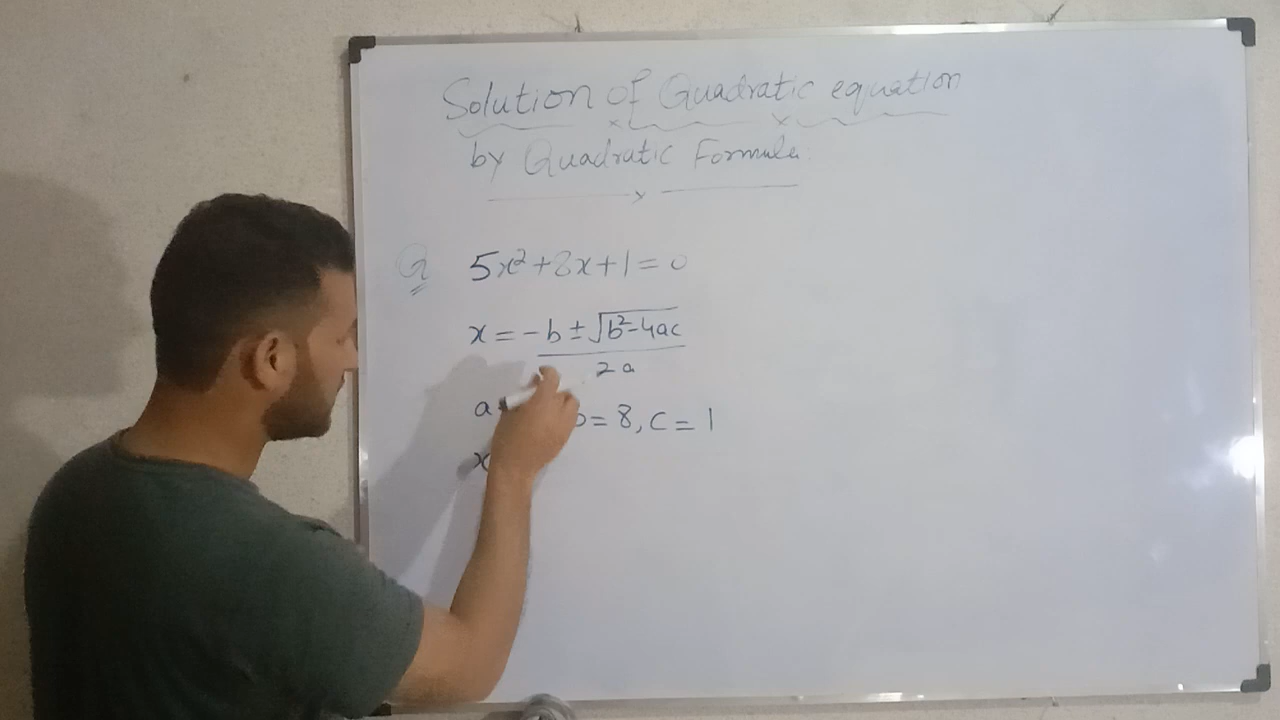 Solution of Quadratic equation
by Quadratic Formula
Q 5x²+8x+1=0
x = -b ± √b²-4ac
2a
a = 8, c = 1
x